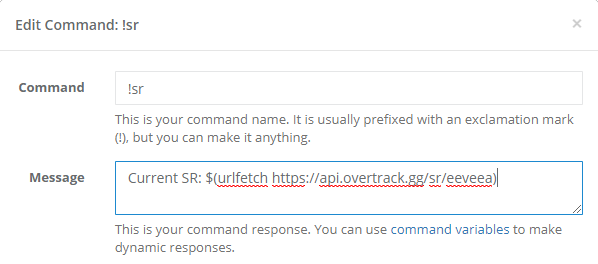 Edit Command: !sr
×
Command
!sr
This is your command name. It is usually prefixed with an exclamation mark
(!), but you can make it anything.
Message
Current SR: $(urlfetch https://api.overtrack.gg/sr/eeveea)
This is your command response. You can use command variables to make
dynamic responses.